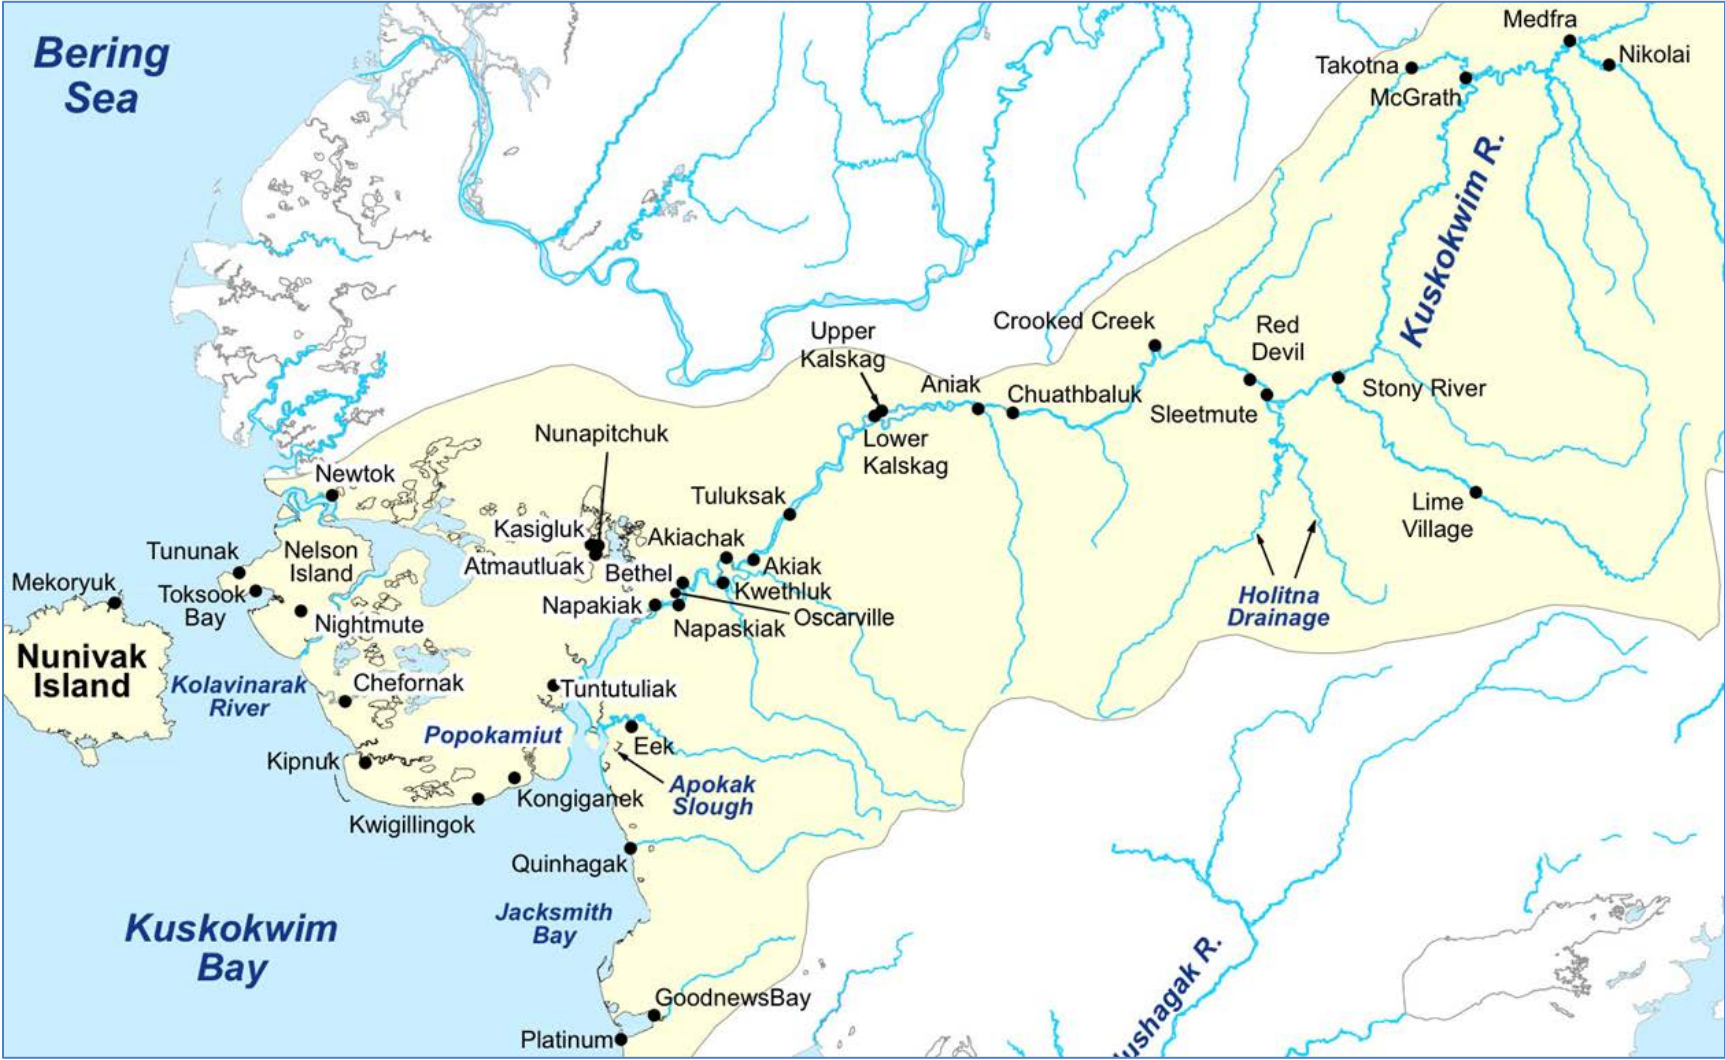 Bering
Sea
Medfra
Nikolai
Takotna
McGrath
Kuskokwim R.
Upper
Kalskag
Crooked Creek
Red
Devil
Aniak
Chuathbaluk
Stony River
Sleetmute
Lower
Kalskag
Nunapitchuk
Newtok
Tuluksak
Lime
Village
Kasigluk
Akiachak
Tununak
Nelson
Island
Atmautluak
Bethel
Akiak
Mekoryuk
Toksook
Bay
Kwethluk
Holitna
Drainage
Napakiak
Oscarville
Nightmute
Napaskiak
Nunivak
Island
Kolavinarak
River
Chefornak
Tuntutuliak
Popokamiut
Eek
Kipnuk
Apokak
Slough
Kongiganek
Kwigillingok
Quinhagak
Jacksmith
Bay
Kuskokwim
Bay
GoodnewsBay
Platinum
ushagak R.